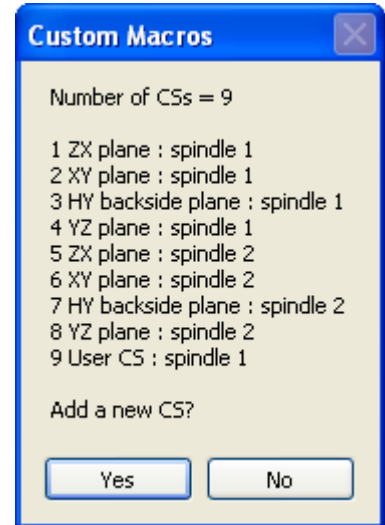 Custom Macros
Number of CSs = 9
1 ZX plane : spindle 1
2 XY plane : spindle 1
3 HY backside plane : spindle 1
4 YZ plane : spindle 1
5 ZX plane : spindle 2
6 XY plane : spindle 2
7 HY backside plane : spindle 2
8 YZ plane : spindle 2
9 User CS : spindle 1
Add a new CS?
Yes No